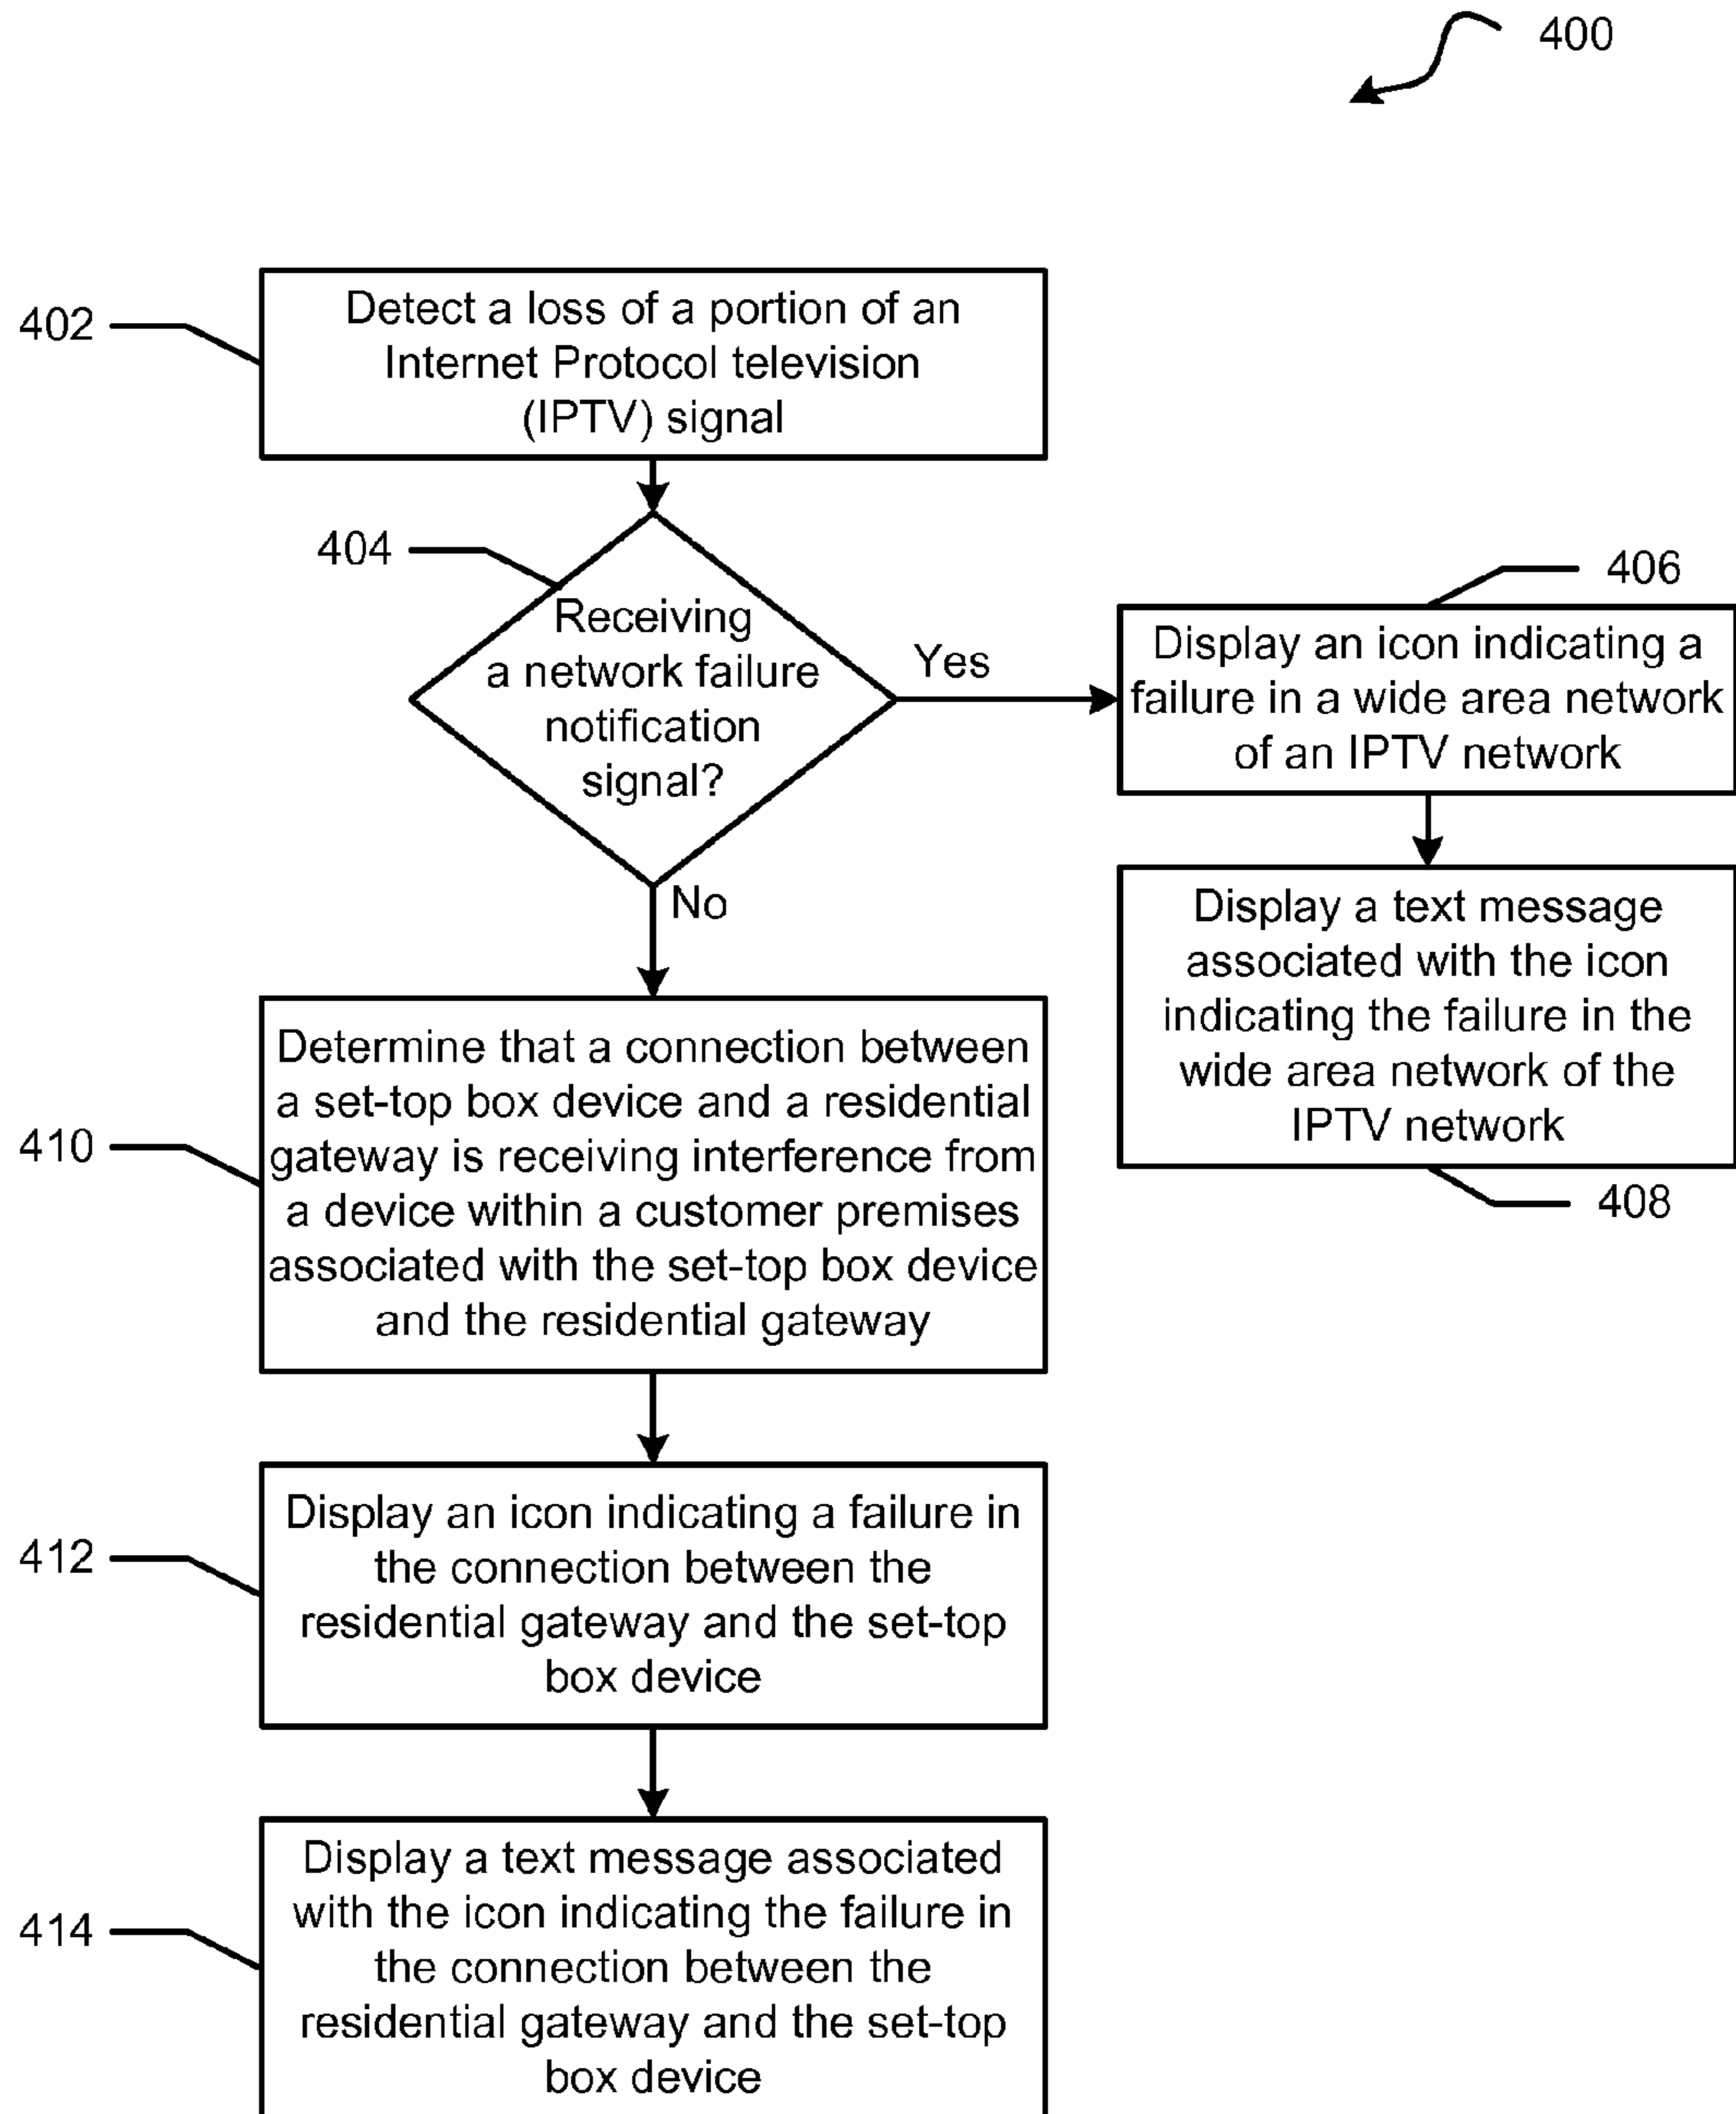 400
402
Detect a loss of a portion of an
Internet Protocol television
(IPTV) signal
404
Receiving
a network failure
notification
signal?
Yes
406
Display an icon indicating a
failure in a wide area network
of an IPTV network
Display a text message
associated with the icon
indicating the failure in the
wide area network of the
IPTV network
408
No
410
Determine that a connection between
a set-top box device and a residential
gateway is receiving interference from
a device within a customer premises
associated with the set-top box device
and the residential gateway
412
Display an icon indicating a failure in
the connection between the
residential gateway and the set-top
box device
414
Display a text message associated
with the icon indicating the failure in
the connection between the
residential gateway and the set-top
box device